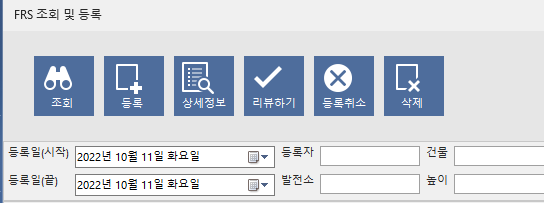 FRS 조회 및 등록
조회 등록 상세정보 리뷰하기 등록취소 삭제
등록일(시작) 2022년 10월 11일 화요일 등록자 건물
등록일(끝) 2022년 10월 11일 화요일 발전소 높이